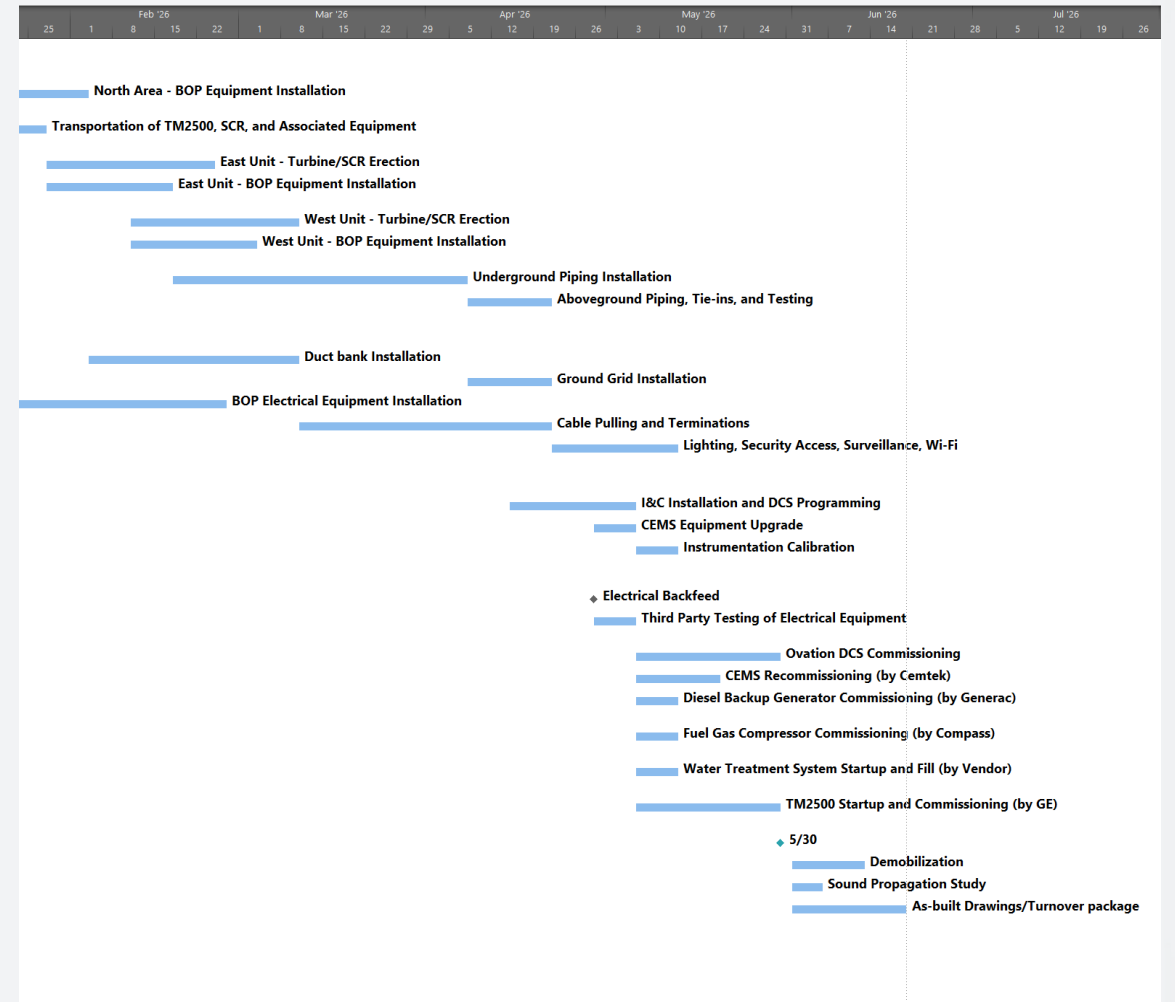 Feb '26 Mar '26 Apr '26 May '26 Jun '26 Jul '26
25 1 8 15 22 1 8 15 22 29 5 12 19 26 3 10 17 24 31 7 14 21 28 5 12 19 26
North Area - BOP Equipment Installation
Transportation of TM2500, SCR, and Associated Equipment
East Unit - Turbine/SCR Erection
East Unit - BOP Equipment Installation
West Unit - Turbine/SCR Erection
West Unit - BOP Equipment Installation
Underground Piping Installation
Aboveground Piping, Tie-ins, and Testing
Duct bank Installation
Ground Grid Installation
BOP Electrical Equipment Installation
Cable Pulling and Terminations
Lighting, Security Access, Surveillance, Wi-Fi
I&C Installation and DCS Programming
CEMS Equipment Upgrade
Instrumentation Calibration
Electrical Backfeed
Third Party Testing of Electrical Equipment
Ovation DCS Commissioning
CEMS Recommissioning (by Cemtek)
Diesel Backup Generator Commissioning (by Generac)
Fuel Gas Compressor Commissioning (by Compass)
Water Treatment System Startup and Fill (by Vendor)
TM2500 Startup and Commissioning (by GE)
5/30
Demobilization
Sound Propagation Study
As-built Drawings/Turnover package